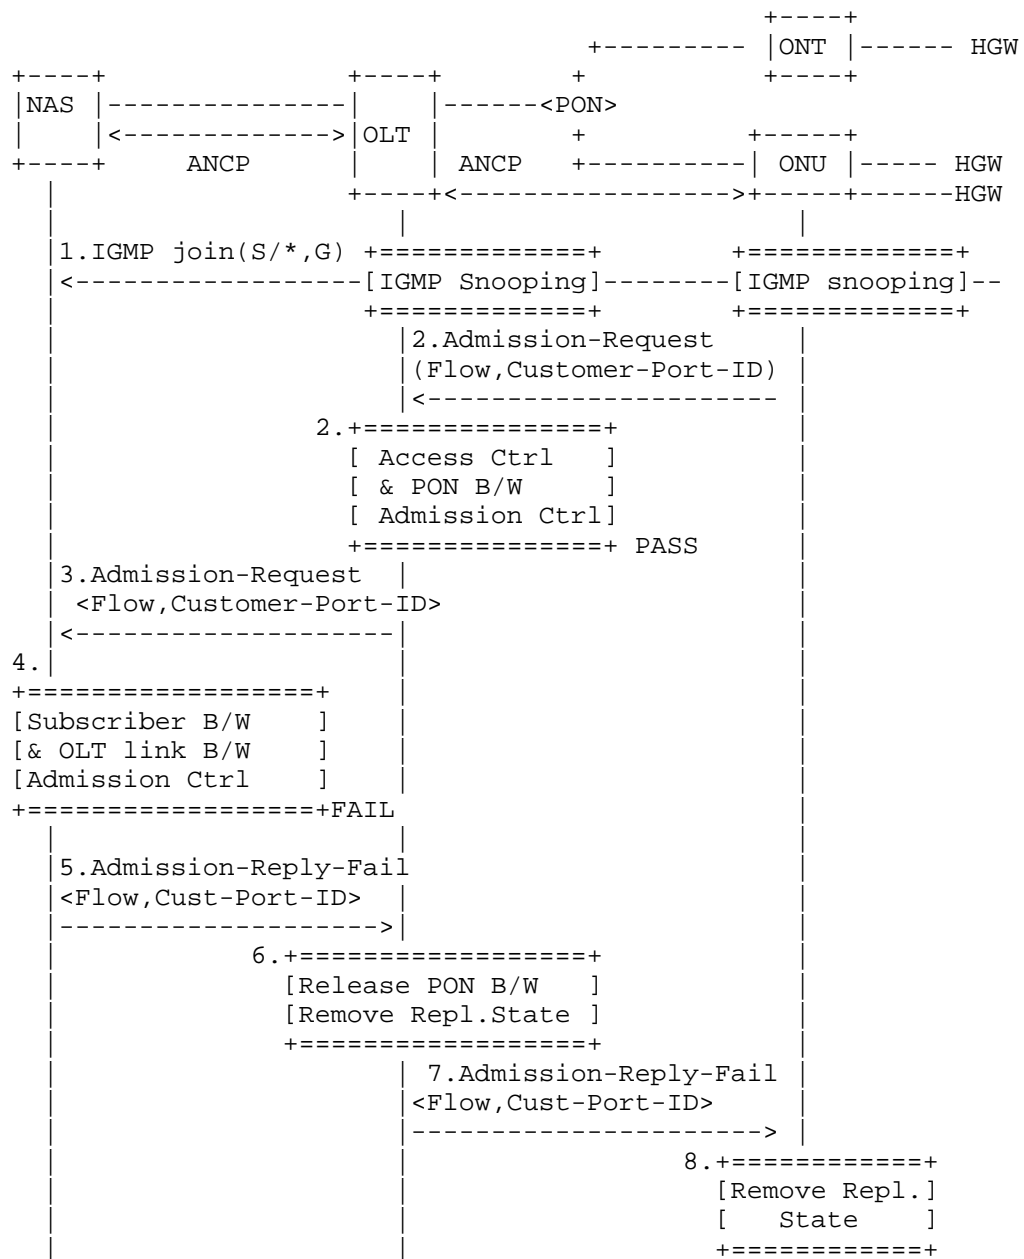 +----+
                                     +--------- |ONT |------ HGW
+----+               +----+         +           +----+
|NAS |---------------|    |------<PON>
|    |<------------->|OLT |         +          +-----+
+----+     ANCP      |    | ANCP   +----------| ONU |----- HGW
  |                  +----+<----------------->+-----+------HGW
  |                     |                        |
  |1.IGMP join(S/*,G) +=============+        +=============+
  |<------------------[IGMP Snooping]--------[IGMP snooping]--
  |                   +=============+        +=============+
  |                     |2.Admission-Request     |
  |                     |(Flow,Customer-Port-ID) |
  |                     |<---------------------- |
  |                2.+===============+           |
  |                  [ Access Ctrl   ]           |
  |                  [ & PON B/W     ]           |
  |                  [ Admission Ctrl]           |
  |                  +===============+ PASS      |
  |3.Admission-Request  |                        |
  | <Flow,Customer-Port-ID>                      |
  |<--------------------|                        |
4.|                     |                        |
+==================+    |                        |
[Subscriber B/W    ]    |                        |
[& OLT link B/W    ]    |                        |
[Admission Ctrl    ]    |                        |
+==================+FAIL                         |
  |                     |                        |
  |5.Admission-Reply-Fail                        |
  |<Flow,Cust-Port-ID>  |                        |
  |-------------------->|                        |
  |            6.+==================+            |
  |              [Release PON B/W   ]            |
  |              [Remove Repl.State ]            |
  |              +==================+            |
  |                     | 7.Admission-Reply-Fail |
  |                     |<Flow,Cust-Port-ID>     |
  |                     |----------------------> |
  |                     |                 8.+============+
  |                     |                   [Remove Repl.]
  |                     |                   [   State    ]
  |                     |                   +============+